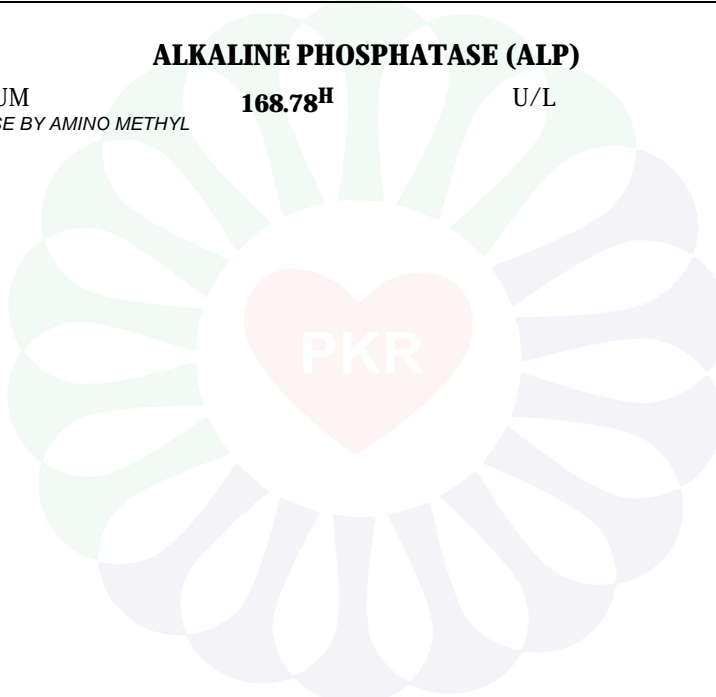 ALKALINE PHOSPHATASE (ALP)
UM 168.78H U/L
SE BY AMINO METHYL
PKR